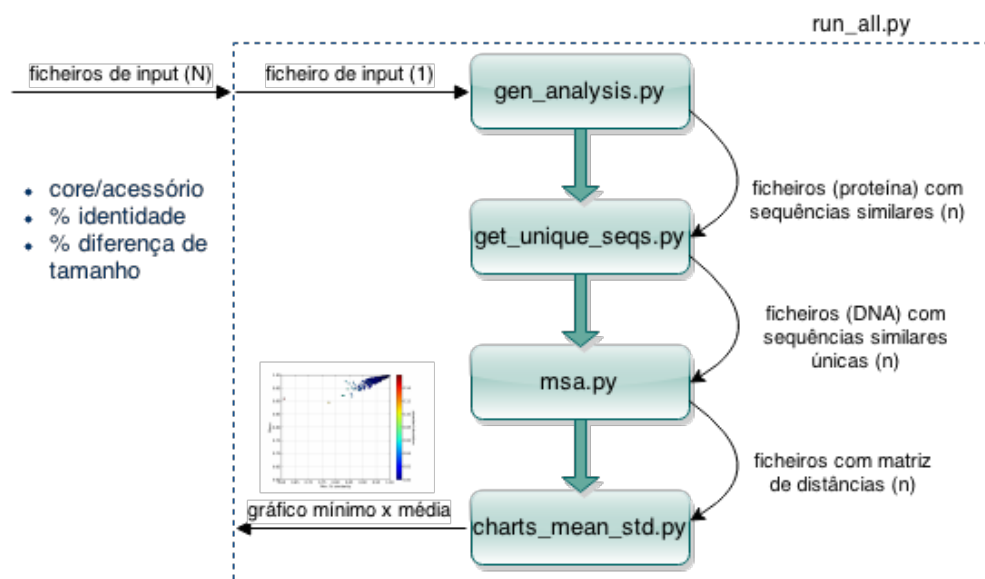 run_all.py
ficheiros de input (N)
ficheiro de input (1)
gen_analysis.py
core/acessório
% identidade
% diferença de
tamanho
ficheiros (proteína) com
sequências similares (n)
get_unique_seqs.py
ficheiros (DNA) com
sequências similares
únicas (n)
msa.py
ficheiros com matriz
de distâncias (n)
gráfico mínimo x média
charts_mean_std.py